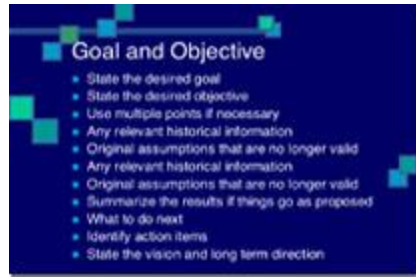 Goal and Objective
State the desired goal
State the desired objective
Use multiple points if necessary
Any relevant historical information
Original assumptions that are no longer valid
Any relevant historical information
Original assumptions that are no longer valid
Summarize the results if things go as proposed
What to do next
Identify action items
State the vision and long term direction